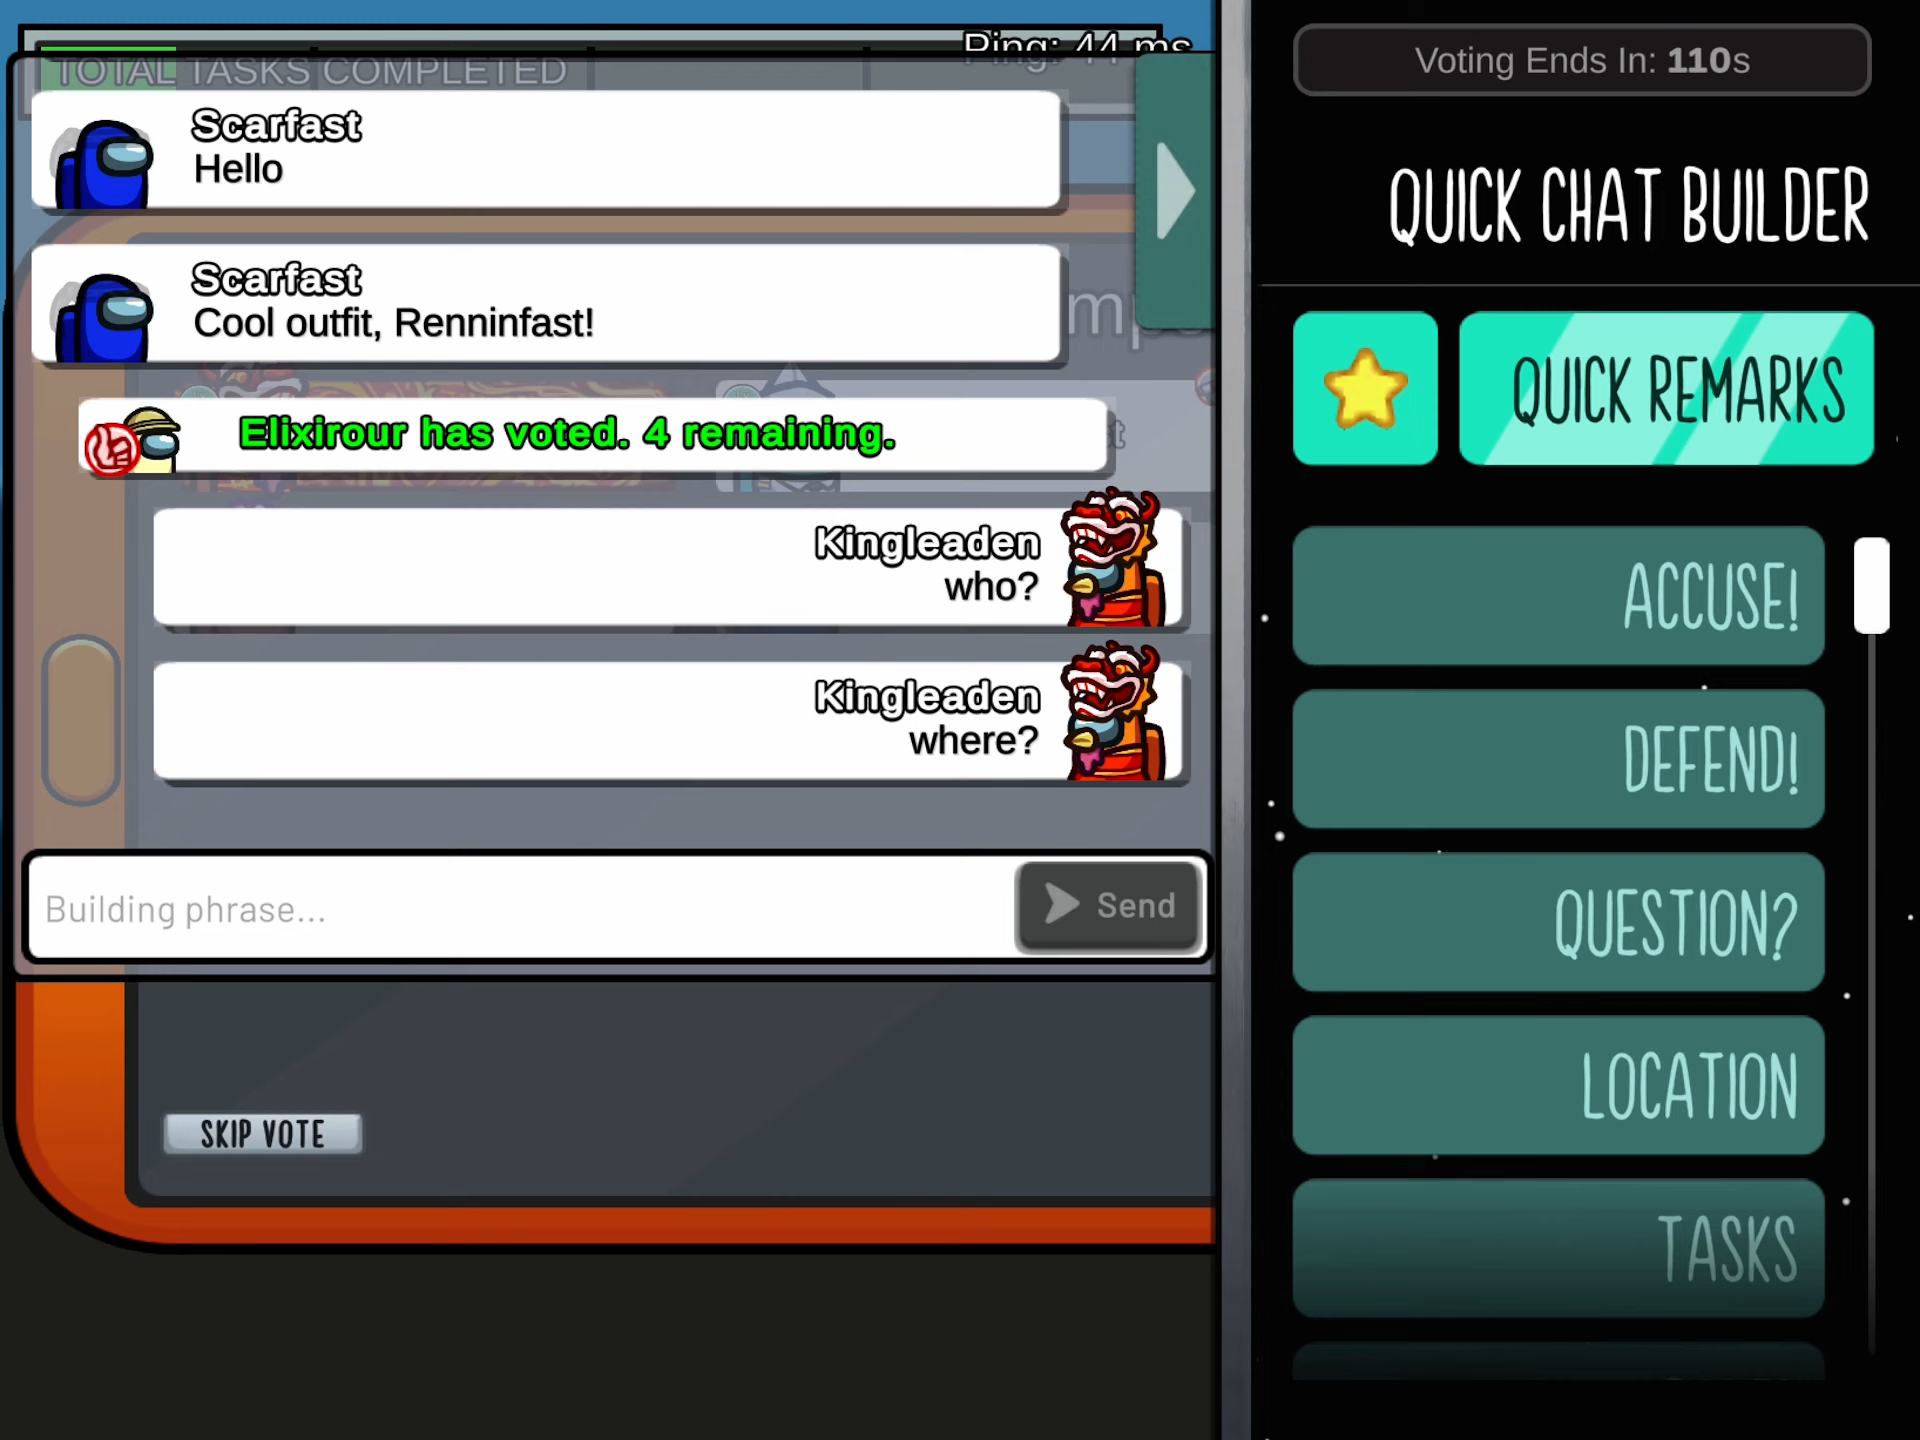 Ping: 44 ms
TOTAL TASKS COMPLETED
Scarfast
Hello
Scarfast
Cool outfit, Renninfast!
Elixirour has voted. 4 remaining.
Kingleaden
who?
Kingleaden
where?
Building phrase...
Send
SKIP VOTE
Voting Ends In: 110s
QUICK CHAT BUILDER
QUICK REMARKS
ACCUSE!
DEFEND!
QUESTION?
LOCATION
TASKS